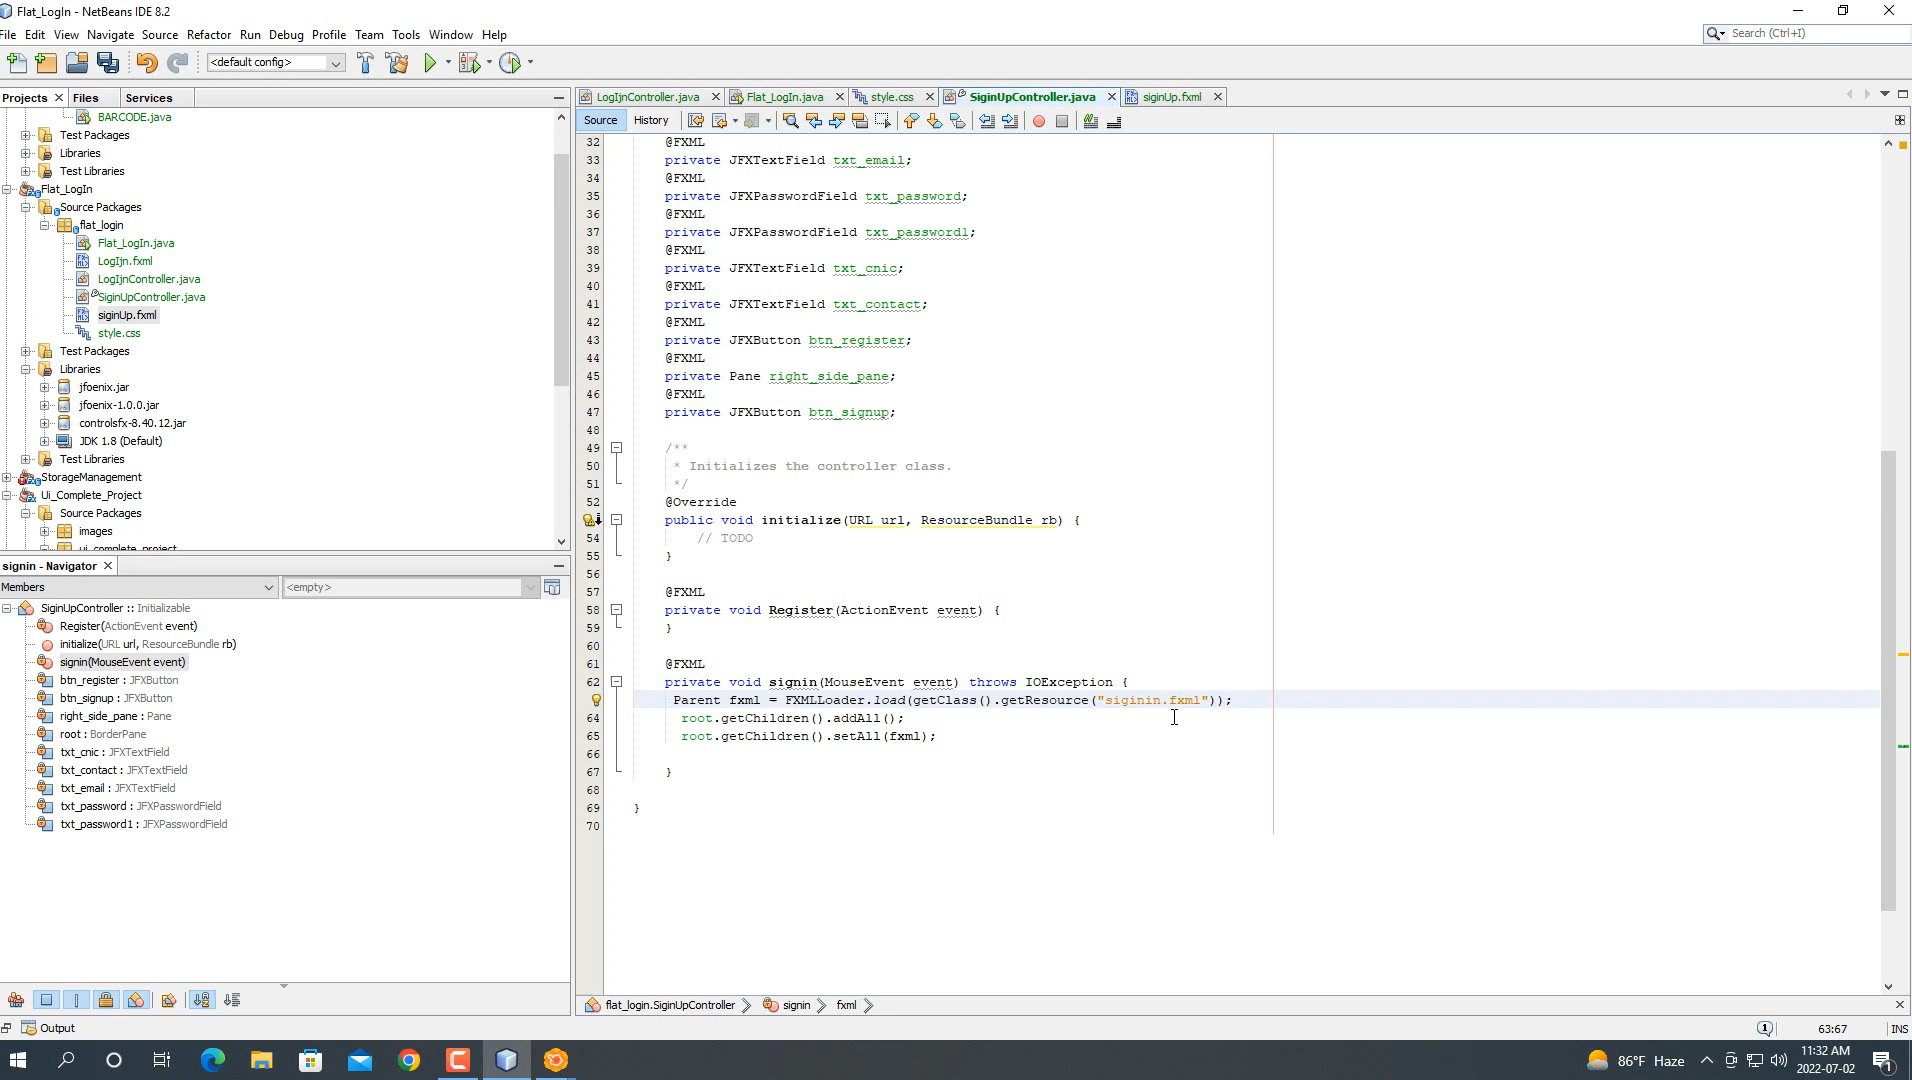 Flat_LogIn - NetBeans IDE 8.2
File Edit View Navigate Source Refactor Run Debug Profile Team Tools Window Help
Search (Ctrl+I)
<default config>
Projects Files Services
BARCODE.java
Test Packages
Libraries
Test Libraries
Flat_LogIn
Source Packages
flat_login
Flat_LogIn.java
LogIjn.fxml
LogIjnController.java
SiginUpController.java
siginUp.fxml
style.css
Test Packages
Libraries
jfoenix.jar
jfoenix-1.0.0.jar
controlsfx-8.40.12.jar
JDK 1.8 (Default)
Test Libraries
StorageManagement
Ui_Complete_Project
Source Packages
images
ui_complete_project
signin - Navigator
Members <empty>
SiginUpController :: Initializable
Register(ActionEvent event)
initialize(URL url, ResourceBundle rb)
signin(MouseEvent event)
btn_register : JFXButton
btn_signup : JFXButton
right_side_pane : Pane
root : BorderPane
txt_cnic : JFXTextField
txt_contact : JFXTextField
txt_email : JFXTextField
txt_password : JFXPasswordField
txt_password1 : JFXPasswordField
LogIjnController.java Flat_LogIn.java style.css SiginUpController.java siginUp.fxml
Source History
32 @FXML
33 private JFXTextField txt_email;
34 @FXML
35 private JFXPasswordField txt_password;
36 @FXML
37 private JFXPasswordField txt_password1;
38 @FXML
39 private JFXTextField txt_cnic;
40 @FXML
41 private JFXTextField txt_contact;
42 @FXML
43 private JFXButton btn_register;
44 @FXML
45 private Pane right_side_pane;
46 @FXML
47 private JFXButton btn_signup;
48
49 /**
50 * Initializes the controller class.
51 */
52 @Override
public void initialize(URL url, ResourceBundle rb) {
54 // TODO
55 }
56
57 @FXML
58 private void Register(ActionEvent event) {
59 }
60
61 @FXML
62 private void signin(MouseEvent event) throws IOException {
Parent fxml = FXMLLoader.load(getClass().getResource("siginin.fxml"));
64 root.getChildren().addAll();
65 root.getChildren().setAll(fxml);
66
67 }
68
69 }
70
flat_login.SiginUpController signin fxml
Output
1 63:67 INS
86°F Haze
11:32 AM
2022-07-02
1